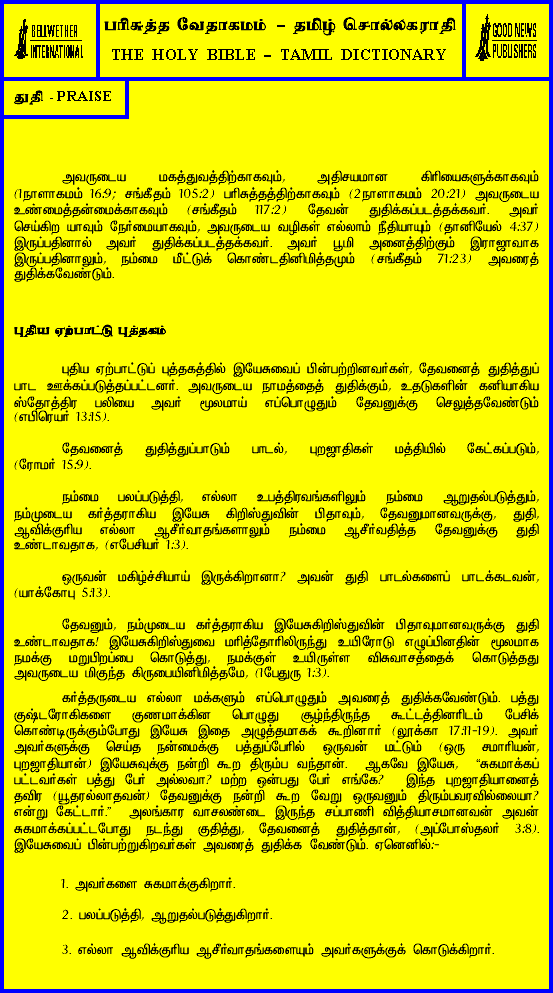 BELLWETHER
INTERNATIONAL
பரிசுத்த வேதாகமம் – தமிழ் சொல்லகராதி
THE HOLY BIBLE – TAMIL DICTIONARY
GOOD NEWS
PUBLISHERS
துதி - PRAISE
அவருடைய மகத்துவத்திற்காகவும், அதிசயமான கிரியைகளுக்காகவும்
(1நாளாகமம் 16:9; சங்கீதம் 105:2) பரிசுத்தத்திற்காகவும் (2நாளாகமம் 20:21) அவருடைய
உண்மைத்தன்மைக்காகவும் (சங்கீதம் 117:2) தேவன் துதிக்கப்படத்தக்கவர். அவர்
செய்கிற யாவும் நேர்மையாகவும், அவருடைய வழிகள் எல்லாம் நீதியாயும் (தானியேல் 4:37)
இருப்பதினால் அவர் துதிக்கப்படத்தக்கவர். அவர் பூமி அனைத்திற்கும் இராஜாவாக
இருப்பதினாலும், நம்மை மீட்டுக் கொண்டதினிமித்தமும் (சங்கீதம் 71:23) அவரைத்
துதிக்கவேண்டும்.
புதிய ஏற்பாட்டு புத்தகம்
புதிய ஏற்பாட்டுப் புத்தகத்தில் இயேசுவைப் பின்பற்றினவர்கள், தேவனைத் துதித்துப்
பாட ஊக்கப்படுத்தப்பட்டனர். அவருடைய நாமத்தைத் துதிக்கும், உதடுகளின் கனியாகிய
ஸ்தோத்திர பலியை அவர் மூலமாய் எப்பொழுதும் தேவனுக்கு செலுத்தவேண்டும்
(எபிரெயர் 13:15).
தேவனைத் துதித்துப்பாடும் பாடல், புறஜாதிகள் மத்தியில் கேட்கப்படும்,
(ரோமர் 15:9).
நம்மை பலப்படுத்தி, எல்லா உபத்திரவங்களிலும் நம்மை ஆறுதல்படுத்தும்,
நம்முடைய கர்த்தராகிய இயேசு கிறிஸ்துவின் பிதாவும், தேவனுமானவருக்கு, துதி,
ஆவிக்குரிய எல்லா ஆசீர்வாதங்களாலும் நம்மை ஆசீர்வதித்த தேவனுக்கு துதி
உண்டாவதாக, (எபேசியர் 1:3).
ஒருவன் மகிழ்ச்சியாய் இருக்கிறானா? அவன் துதி பாடல்களைப் பாடக்கடவன்,
(யாக்கோபு 5:13).
தேவனும், நம்முடைய கர்த்தராகிய இயேசுகிறிஸ்துவின் பிதாவுமானவருக்கு துதி
உண்டாவதாக! இயேசுகிறிஸ்துவை மரித்தோரிலிருந்து உயிரோடு எழுப்பினதின் மூலமாக
நமக்கு மறுபிறப்பை கொடுத்து, நமக்குள் உயிருள்ள விசுவாசத்தைக் கொடுத்தது
அவருடைய மிகுந்த கிருபையினிமித்தமே, (1பேதுரு 1:3).
கர்த்தருடைய எல்லா மக்களும் எப்பொழுதும் அவரைத் துதிக்கவேண்டும். பத்து
குஷ்டரோகிகளை குணமாக்கின பொழுது சூழ்ந்திருந்த கூட்டத்தினரிடம் பேசிக்
கொண்டிருக்கும்போது இயேசு இதை அழுத்தமாகக் கூறினார் (லூக்கா 17:11-19). அவர்
அவர்களுக்கு செய்த நன்மைக்கு பத்துப்பேரில் ஒருவன் மட்டும் (ஒரு சமாரியன்,
புறஜாதியான்) இயேசுவுக்கு நன்றி கூற திரும்ப வந்தான். ஆகவே இயேசு, "சுகமாக்கப்
பட்டவர்கள் பத்து பேர் அல்லவா? மற்ற ஒன்பது பேர் எங்கே? இந்த புறஜாதியானைத்
தவிர (யூதரல்லாதவன்) தேவனுக்கு நன்றி கூற வேறு ஒருவனும் திரும்பவரவில்லையா?
என்று கேட்டார்." அலங்கார வாசலண்டை இருந்த சப்பாணி வித்தியாசமானவன் அவன்
சுகமாக்கப்பட்டபோது நடந்து குதித்து, தேவனைத் துதித்தான், (அப்போஸ்தலர் 3:8).
இயேசுவைப் பின்பற்றுகிறவர்கள் அவரைத் துதிக்க வேண்டும். ஏனெனில்:-
1. அவர்களை சுகமாக்குகிறார்.
2. பலப்படுத்தி, ஆறுதல்படுத்துகிறார்.
3. எல்லா ஆவிக்குரிய ஆசீர்வாதங்களையும் அவர்களுக்குக் கொடுக்கிறார்.